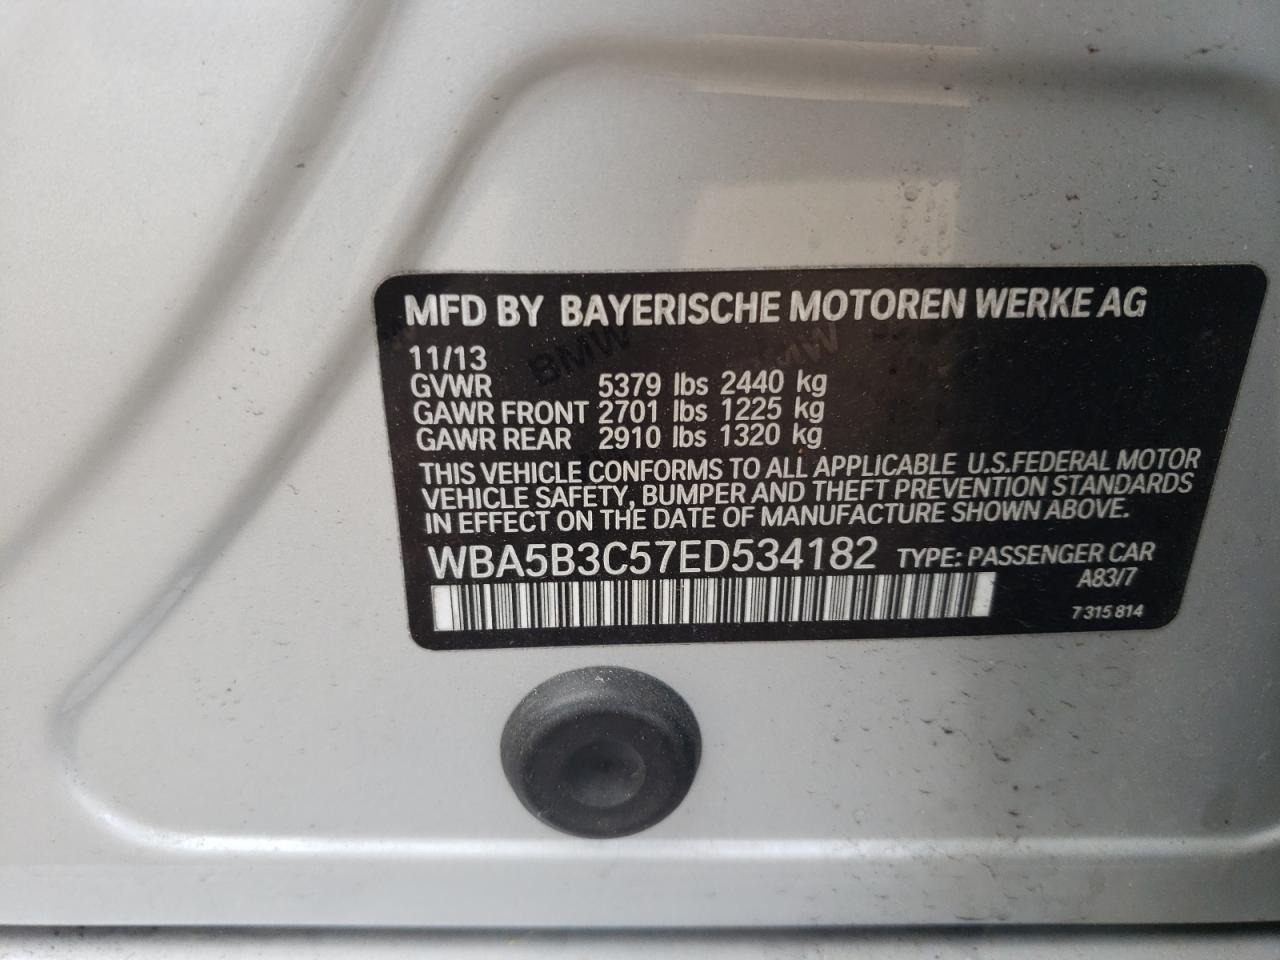 MFD BY BAYERISCHE MOTOREN WERKE AG
11/13
GVWR 5379 lbs 2440 kg
GAWR FRONT 2701 lbs 1225 kg
GAWR REAR 2910 lbs 1320 kg
THIS VEHICLE CONFORMS TO ALL APPLICABLE U.S.FEDERAL MOTOR
VEHICLE SAFETY, BUMPER AND THEFT PREVENTION STANDARDS
IN EFFECT ON THE DATE OF MANUFACTURE SHOWN ABOVE.
WBA5B3C57ED534182 TYPE: PASSENGER CAR
A83/7
7 315 814
BMW
BMW